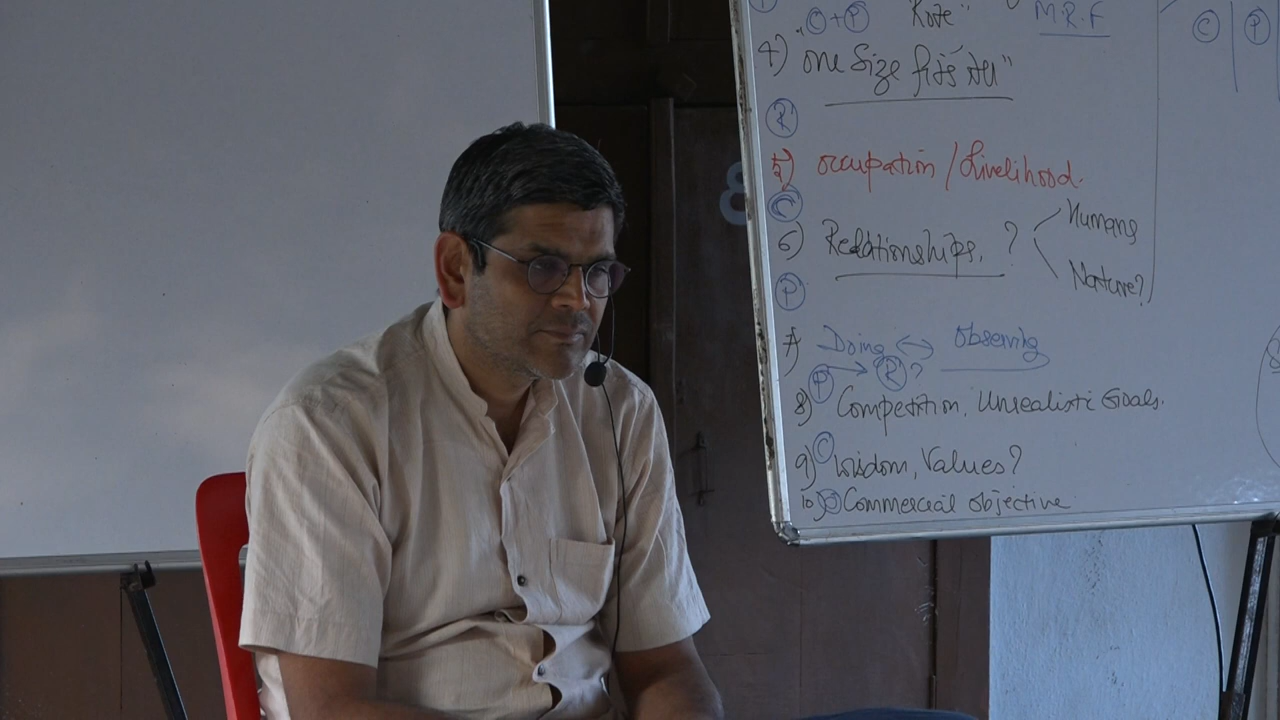 C + P Rote" M.R.F C P
4) "one Size fits All"
R
5) Occupation / Livelihood.
C
6) Relationships. ? Humans
Nature?
P
7) Doing ↔ Observing
P → R ?
8) Competition, Unrealistic Goals.
9) C Wisdom, Values?
10) C Commercial objective
8